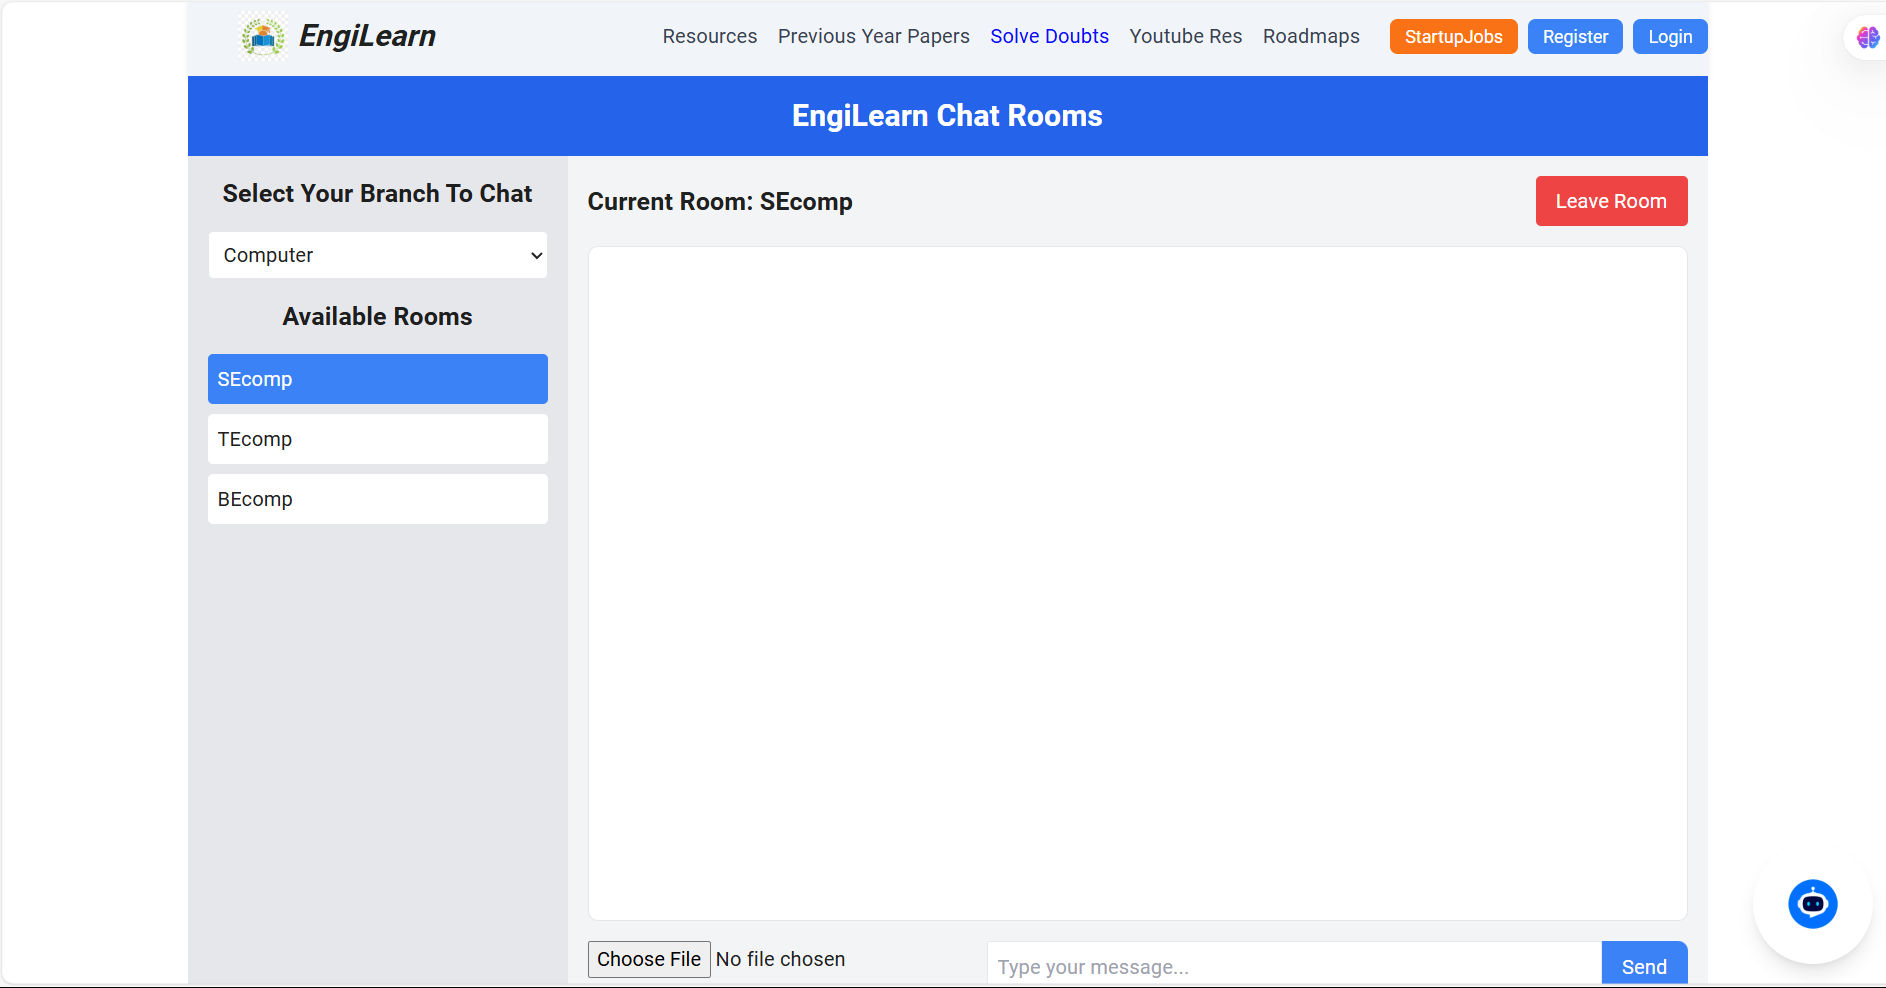 EngiLearn Resources Previous Year Papers Solve Doubts Youtube Res Roadmaps StartupJobs Register Login
EngiLearn Chat Rooms
Select Your Branch To Chat
Computer
Available Rooms
SEcomp
TEcomp
BEcomp
Current Room: SEcomp
Leave Room
Choose File No file chosen
Type your message...
Send